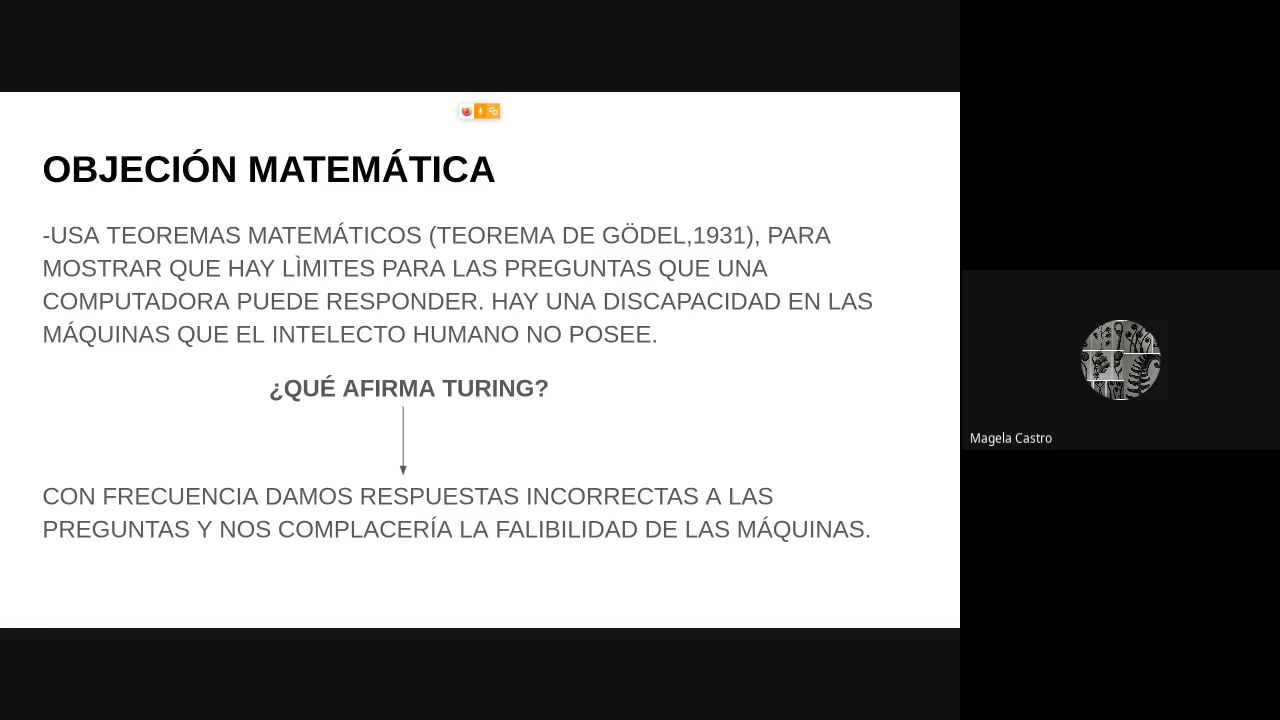 OBJECIÓN MATEMÁTICA
-USA TEOREMAS MATEMÁTICOS (TEOREMA DE GÖDEL,1931), PARA
MOSTRAR QUE HAY LÌMITES PARA LAS PREGUNTAS QUE UNA
COMPUTADORA PUEDE RESPONDER. HAY UNA DISCAPACIDAD EN LAS
MÁQUINAS QUE EL INTELECTO HUMANO NO POSEE.
¿QUÉ AFIRMA TURING?
CON FRECUENCIA DAMOS RESPUESTAS INCORRECTAS A LAS
PREGUNTAS Y NOS COMPLACERÍA LA FALIBILIDAD DE LAS MÁQUINAS.
Magela Castro